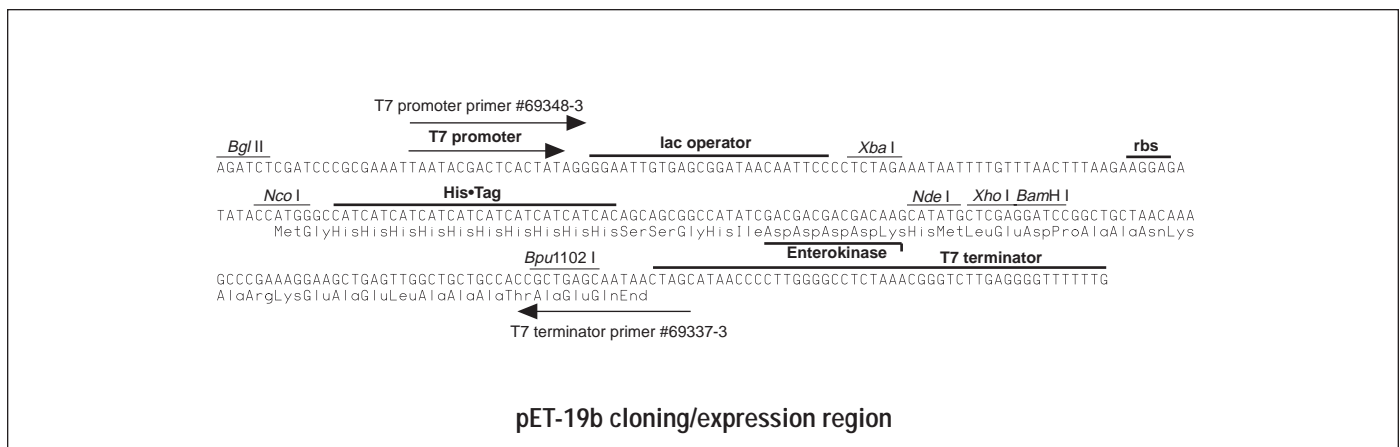 T7 promoter primer #69348-3
Bgl II T7 promoter lac operator Xba I rbs
AGATCTCGATCCCGCGAAATTAATACGACTCACTATAGGGGAATTGTGAGCGGATAACAATTCCCCTCTAGAAATAATTTTGTTTAACTTTAAGAAGGAGA
Nco I His•Tag Nde I Xho I BamH I
TATACCATGGGCCATCATCATCATCATCATCATCATCATCACAGCAGCGGCCATATCGACGACGACGACAAGCATATGCTCGAGGATCCGGCTGCTAACAAA
MetGlyHisHisHisHisHisHisHisHisHisHisSerSerGlyHisIleAspAspAspAspLysHisMetLeuGluAspProAlaAlaAsnLys
Bpu1102 I Enterokinase T7 terminator
GCCCGAAAGGAAGCTGAGTTGGCTGCTGCCACCGCTGAGCAATAACTAGCATAACCCCTTGGGGCCTCTAAACGGGTCTTGAGGGGTTTTTTG
AlaArgLysGluAlaGluLeuAlaAlaAlaThrAlaGluGlnEnd
T7 terminator primer #69337-3
pET-19b cloning/expression region